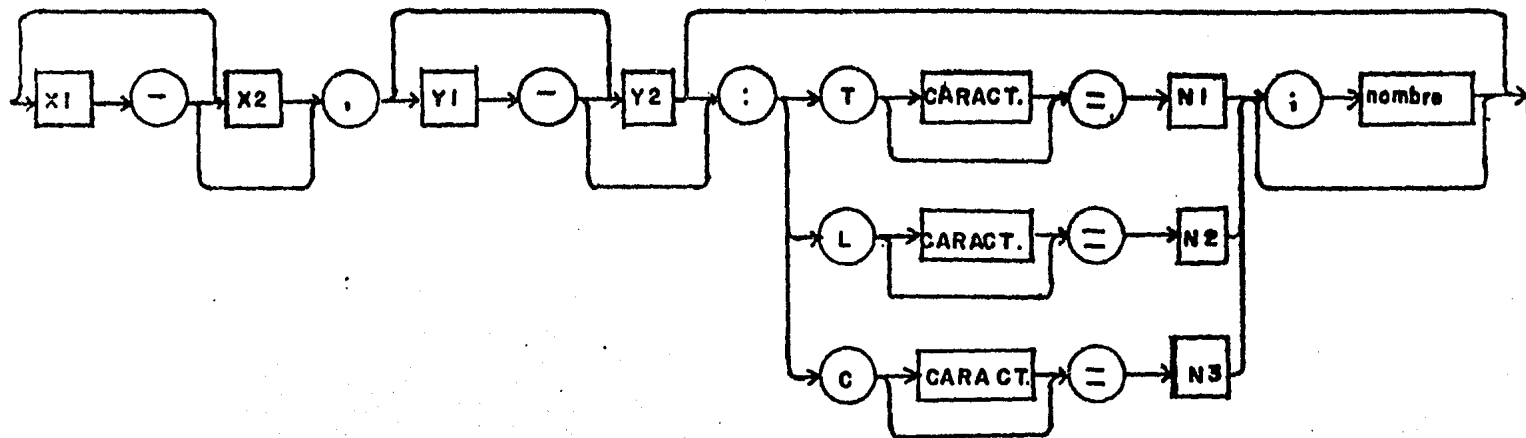 X1 - X2 , Y1 - Y2 : T CARACT. = N1 ; nombre
L CARACT. = N2
C CARACT. = N3